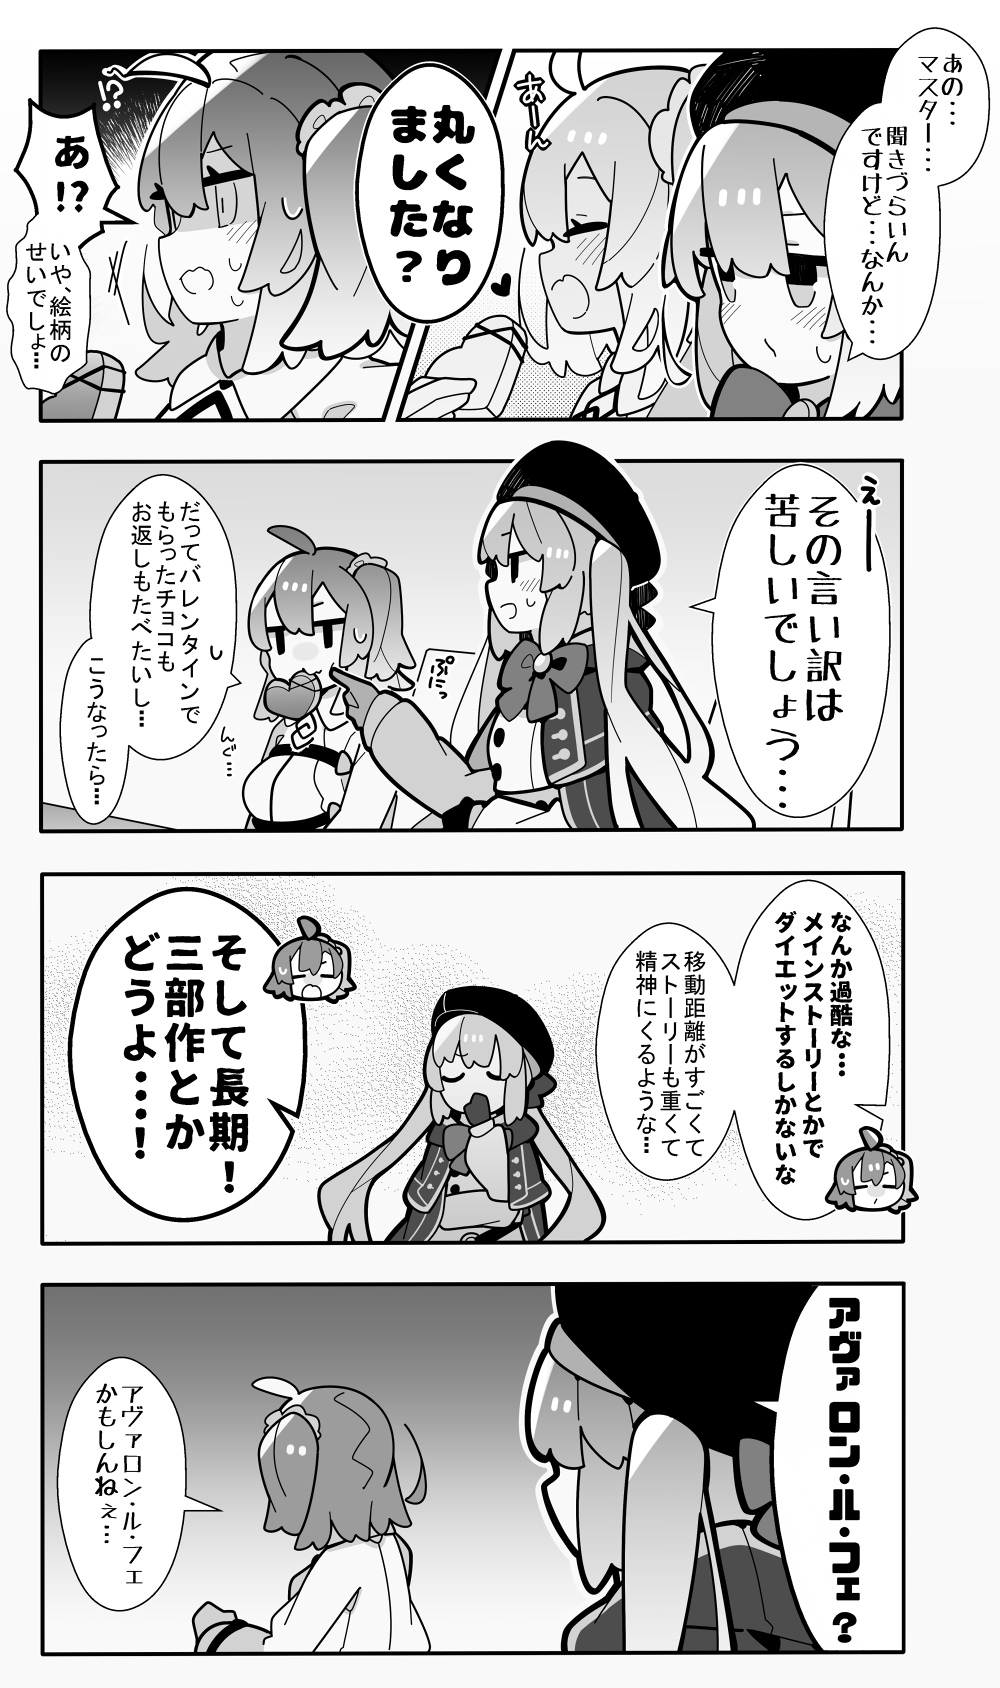 あの…
マスター…
聞きづらいん
ですけど…なんか…
あーん
丸くなり
ました？
!?
あ!?
いや、絵柄の
せいでしょ…
えーー
その言い訳は
苦しいでしょう…
ぷにっ
だってバレンタインで
もらったチョコも
お返しもたべたいし…
んぐ…
こうなったら…
なんか過酷な…
メインストーリーとかで
ダイエットするしかないな
移動距離がすごくて
ストーリーも重くて
精神にくるような…
そして長期！
三部作とか
どうよ…！
アヴァロン・ル・フェ？
アヴァロン・ル・フェ
かもしんねぇ…